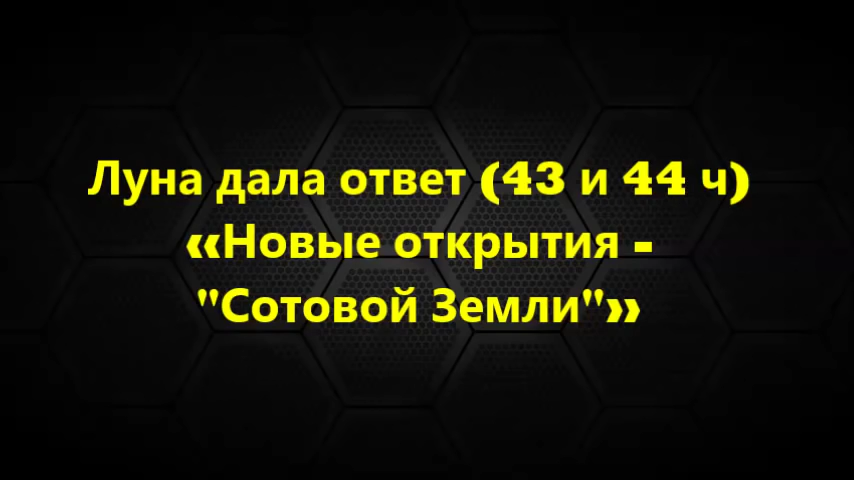 Луна дала ответ (43 и 44 ч)
«Новые открытия -
"Сотовой Земли"»